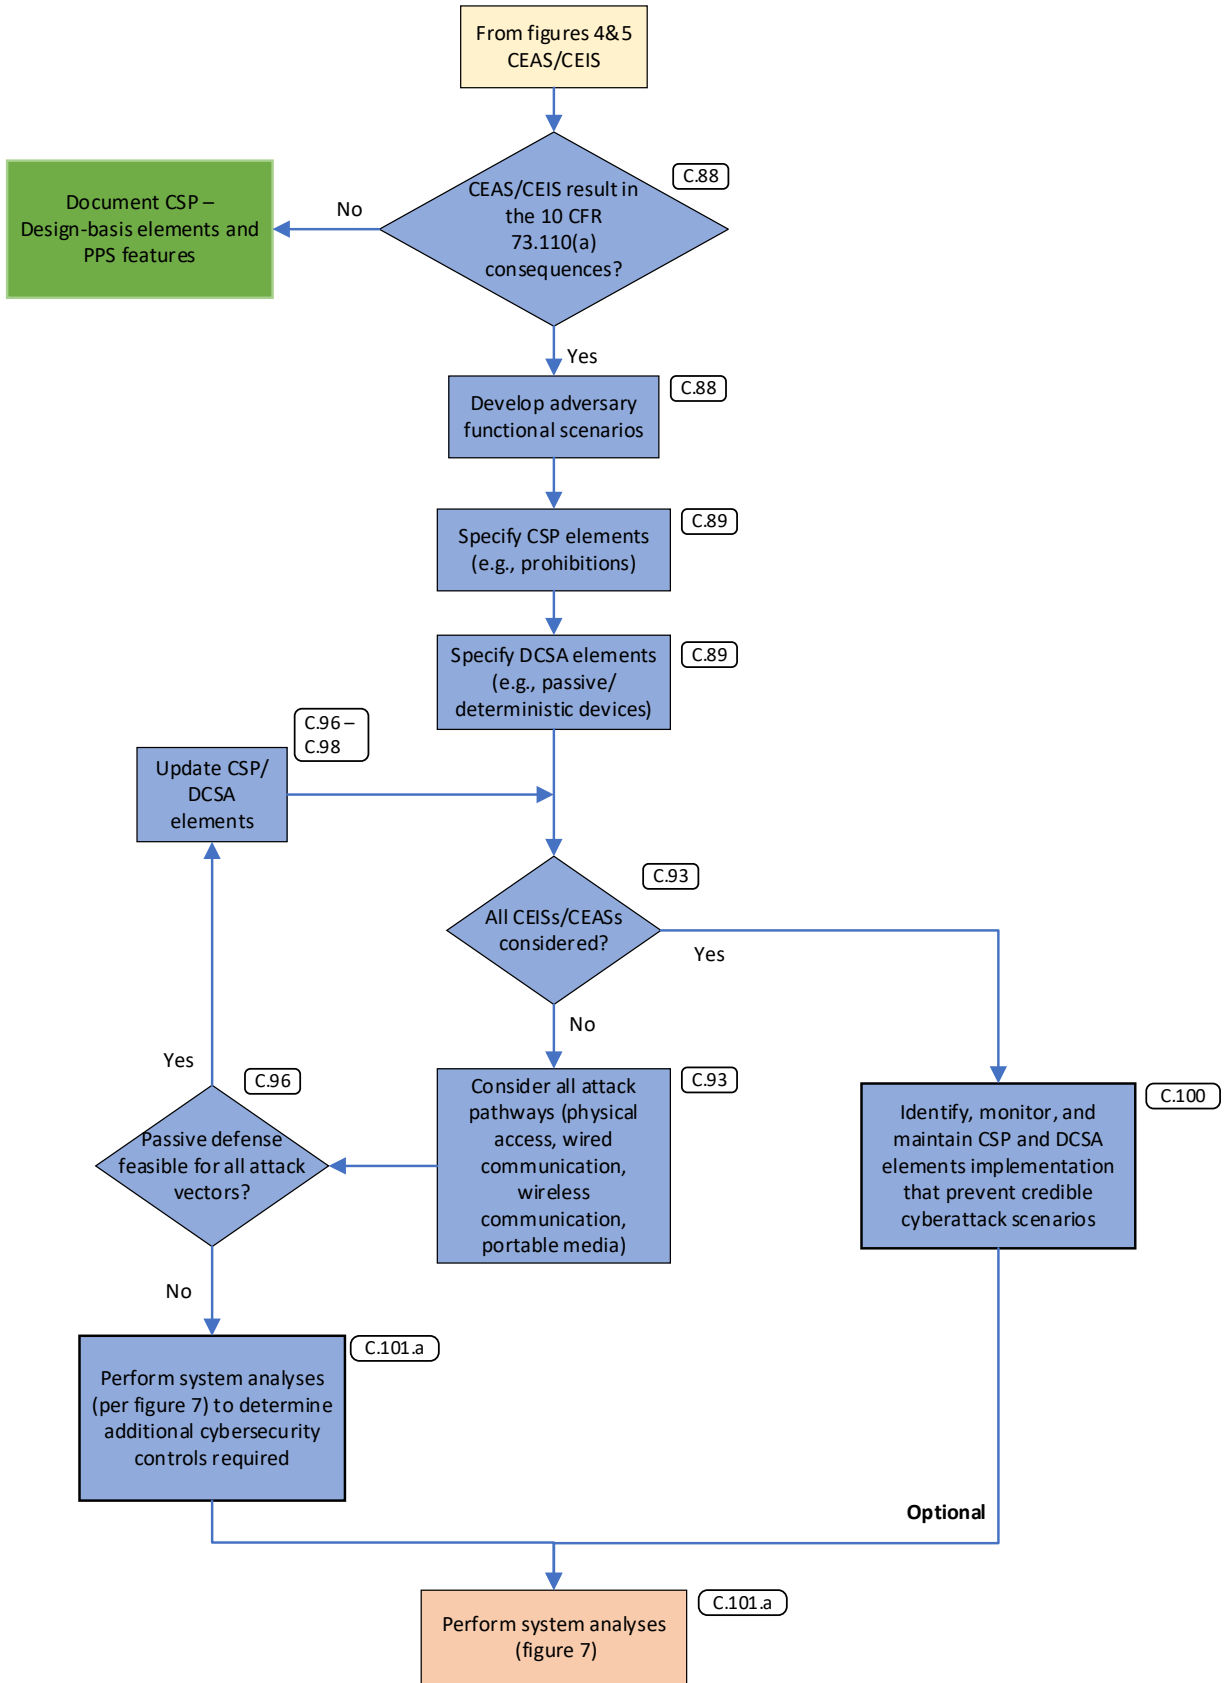 From figures 4&5
CEAS/CEIS
C.88
CEAS/CEIS result in
the 10 CFR
73.110(a)
consequences?
No
Document CSP –
Design-basis elements and
PPS features
Yes
C.88
Develop adversary
functional scenarios
C.89
Specify CSP elements
(e.g., prohibitions)
C.89
Specify DCSA elements
(e.g., passive/
deterministic devices)
C.96 –
C.98
Update CSP/
DCSA
elements
C.93
All CEISs/CEASs
considered?
Yes
No
C.93
Consider all attack
pathways (physical
access, wired
communication,
wireless
communication,
portable media)
Yes
C.96
Passive defense
feasible for all attack
vectors?
C.100
Identify, monitor, and
maintain CSP and DCSA
elements implementation
that prevent credible
cyberattack scenarios
No
C.101.a
Perform system analyses
(per figure 7) to determine
additional cybersecurity
controls required
Optional
C.101.a
Perform system analyses
(figure 7)